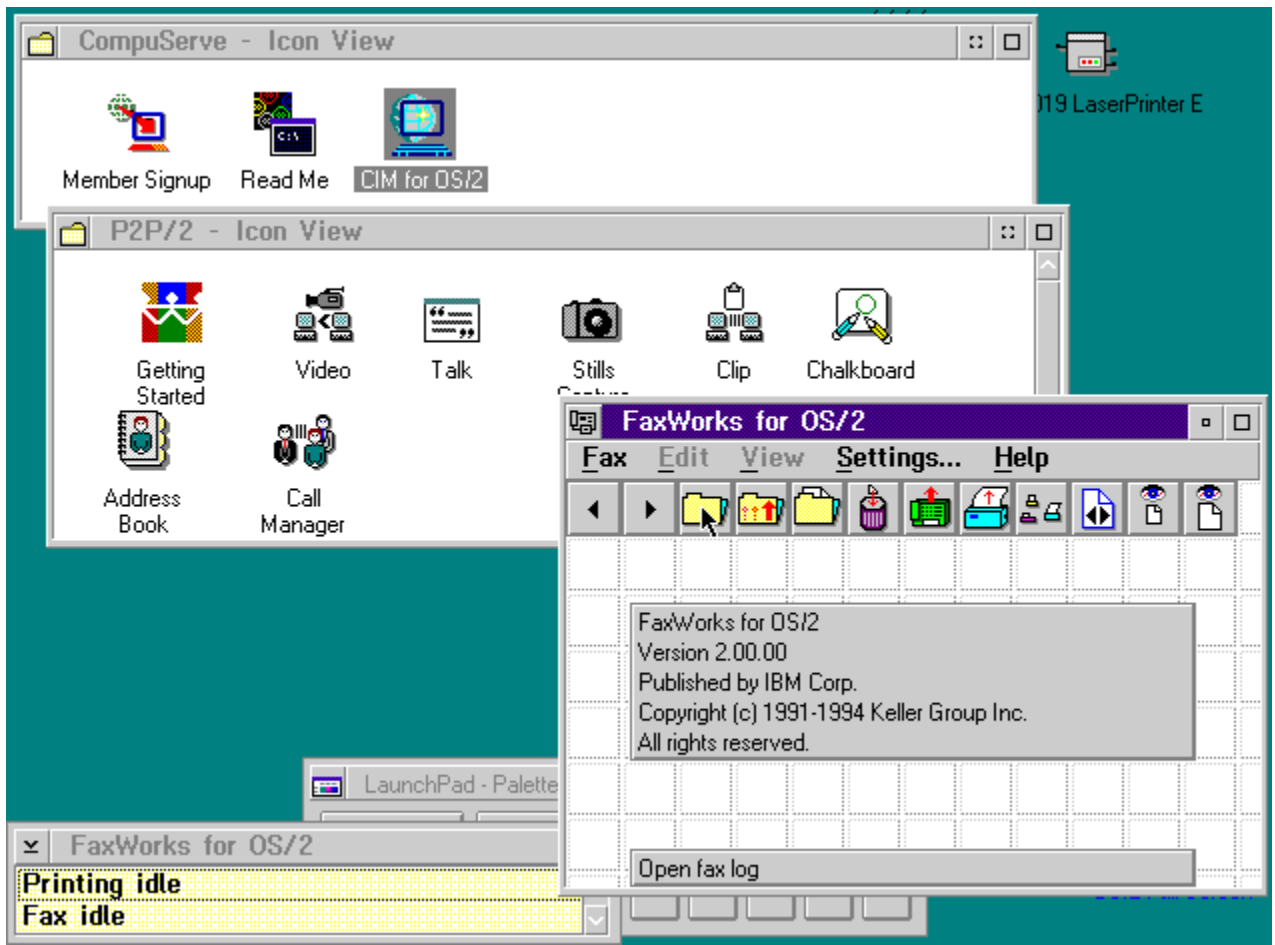 CompuServe - Icon View
019 LaserPrinter E
C:\
Member Signup
Read Me
CIM for OS/2
P2P/2 - Icon View
Getting
Started
Video
Talk
Stills
Capture
Clip
Chalkboard
Address
Book
Call
Manager
FaxWorks for OS/2
Fax Edit View Settings... Help
FaxWorks for OS/2
Version 2.00.00
Published by IBM Corp.
Copyright (c) 1991-1994 Keller Group Inc.
All rights reserved.
Open fax log
LaunchPad - Palette
FaxWorks for OS/2
Printing idle
Fax idle